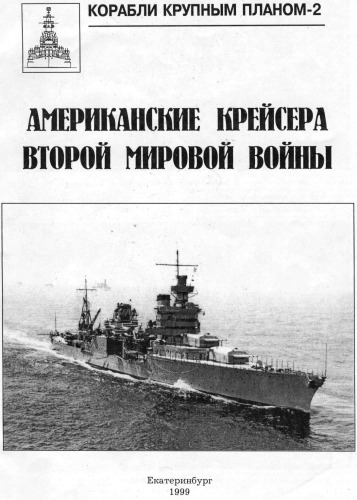 КОРАБЛИ КРУПНЫМ ПЛАНОМ-2
АМЕРИКАНСКИЕ КРЕЙСЕРА
ВТОРОЙ МИРОВОЙ ВОЙНЫ
Екатеринбург
1999